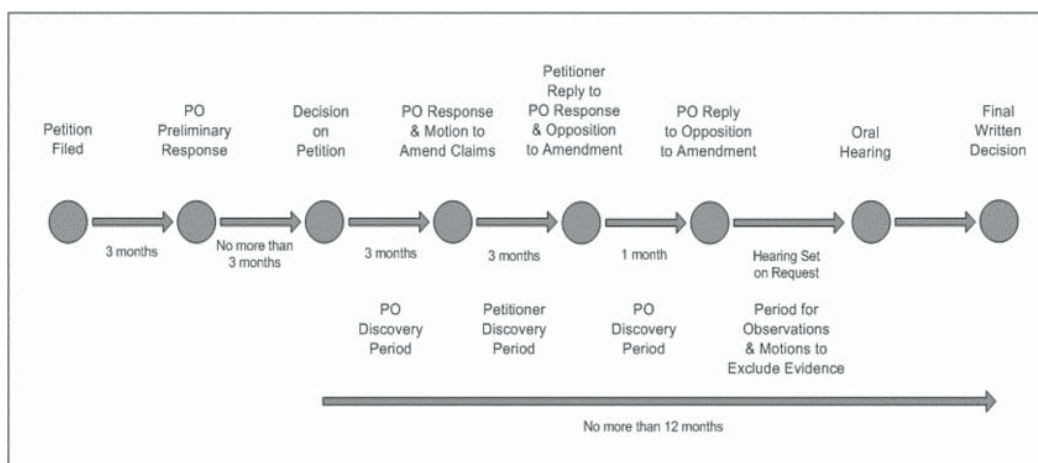 Petition
Filed
PO
Preliminary
Response
Decision
on
Petition
PO Response
& Motion to
Amend Claims
Petitioner
Reply to
PO Response
& Opposition
to Amendment
PO Reply
to Opposition
to Amendment
Oral
Hearing
Final
Written
Decision
3 months
No more than
3 months
3 months
3 months
1 month
Hearing Set
on Request
PO
Discovery
Period
Petitioner
Discovery
Period
PO
Discovery
Period
Period for
Observations
& Motions to
Exclude Evidence
No more than 12 months